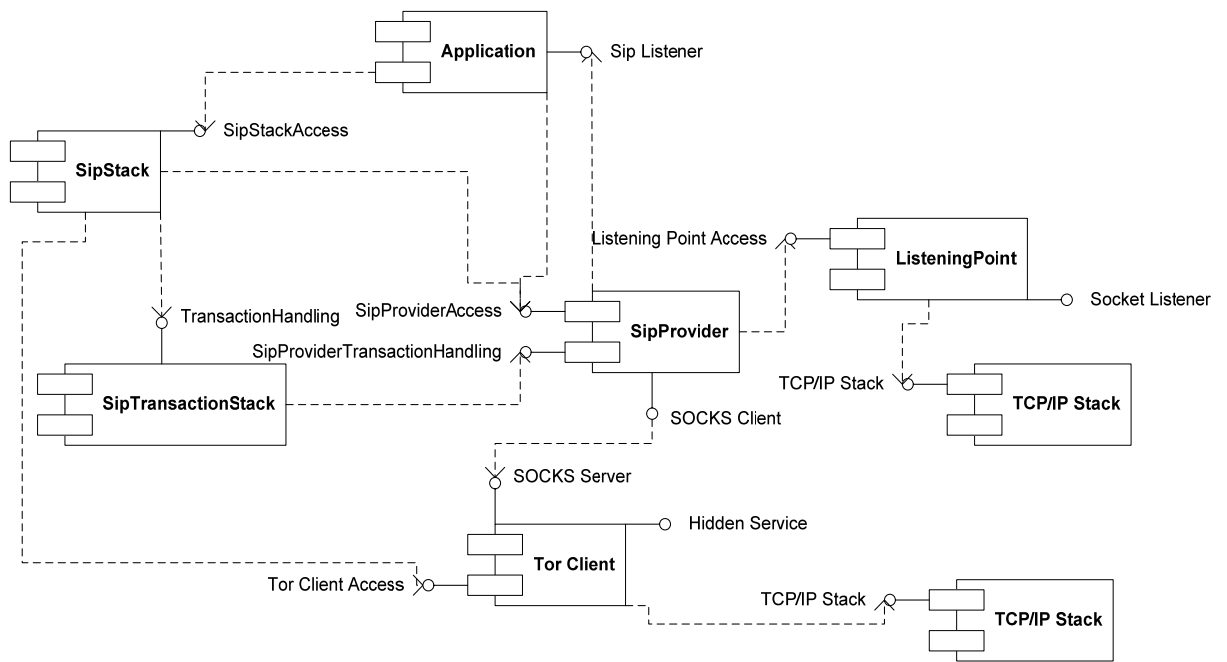 Application
Sip Listener
SipStackAccess
SipStack
Listening Point Access
ListeningPoint
Socket Listener
TransactionHandling
SipProviderAccess
SipProvider
SipProviderTransactionHandling
TCP/IP Stack
SipTransactionStack
TCP/IP Stack
SOCKS Client
SOCKS Server
Hidden Service
Tor Client
Tor Client Access
TCP/IP Stack
TCP/IP Stack